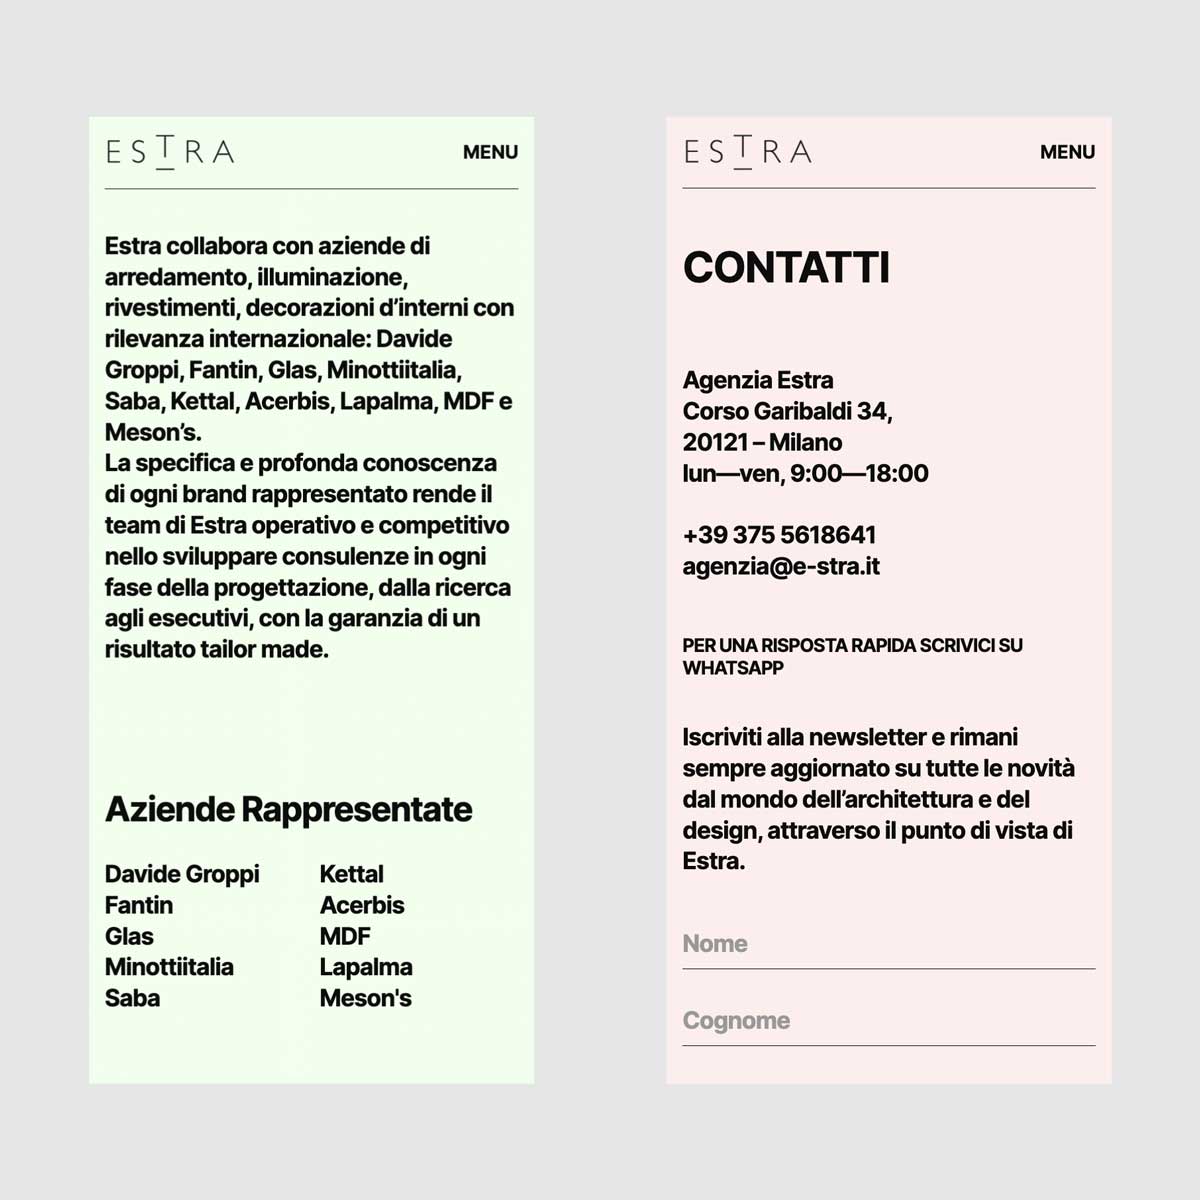 ESTRA
MENU
Estra collabora con aziende di
arredamento, illuminazione,
rivestimenti, decorazioni d’interni con
rilevanza internazionale: Davide
Groppi, Fantin, Glas, Minottiitalia,
Saba, Kettal, Acerbis, Lapalma, MDF e
Meson’s.
La specifica e profonda conoscenza
di ogni brand rappresentato rende il
team di Estra operativo e competitivo
nello sviluppare consulenze in ogni
fase della progettazione, dalla ricerca
agli esecutivi, con la garanzia di un
risultato tailor made.
Aziende Rappresentate
Davide Groppi
Fantin
Glas
Minottiitalia
Saba
Kettal
Acerbis
MDF
Lapalma
Meson's
ESTRA
MENU
CONTATTI
Agenzia Estra
Corso Garibaldi 34,
20121 – Milano
lun—ven, 9:00—18:00
+39 375 5618641
agenzia@e-stra.it
PER UNA RISPOSTA RAPIDA SCRIVICI SU
WHATSAPP
Iscriviti alla newsletter e rimani
sempre aggiornato su tutte le novità
dal mondo dell’architettura e del
design, attraverso il punto di vista di
Estra.
Nome
Cognome